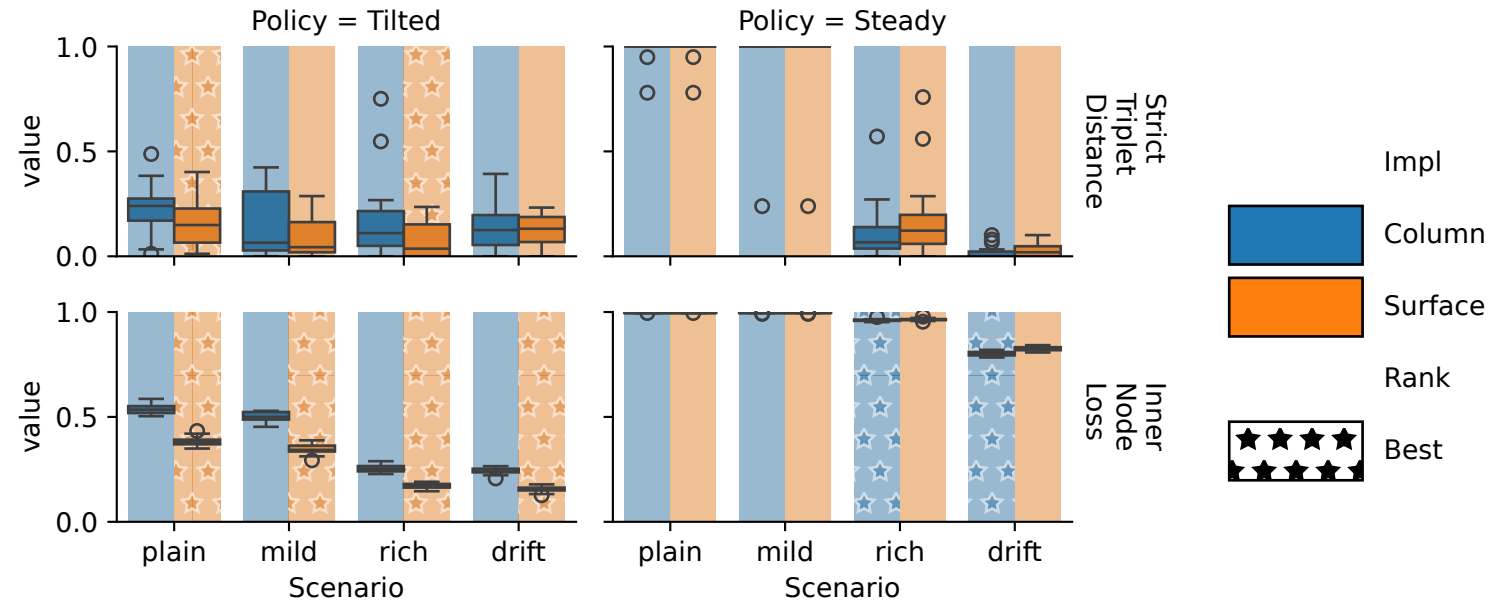 Policy = Tilted
Policy = Steady
value
1.0
0.5
0.0
Strict
Triplet
Distance
value
1.0
0.5
0.0
Inner
Node
Loss
plain
mild
rich
drift
Scenario
plain
mild
rich
drift
Scenario
Impl
Column
Surface
Rank
Best